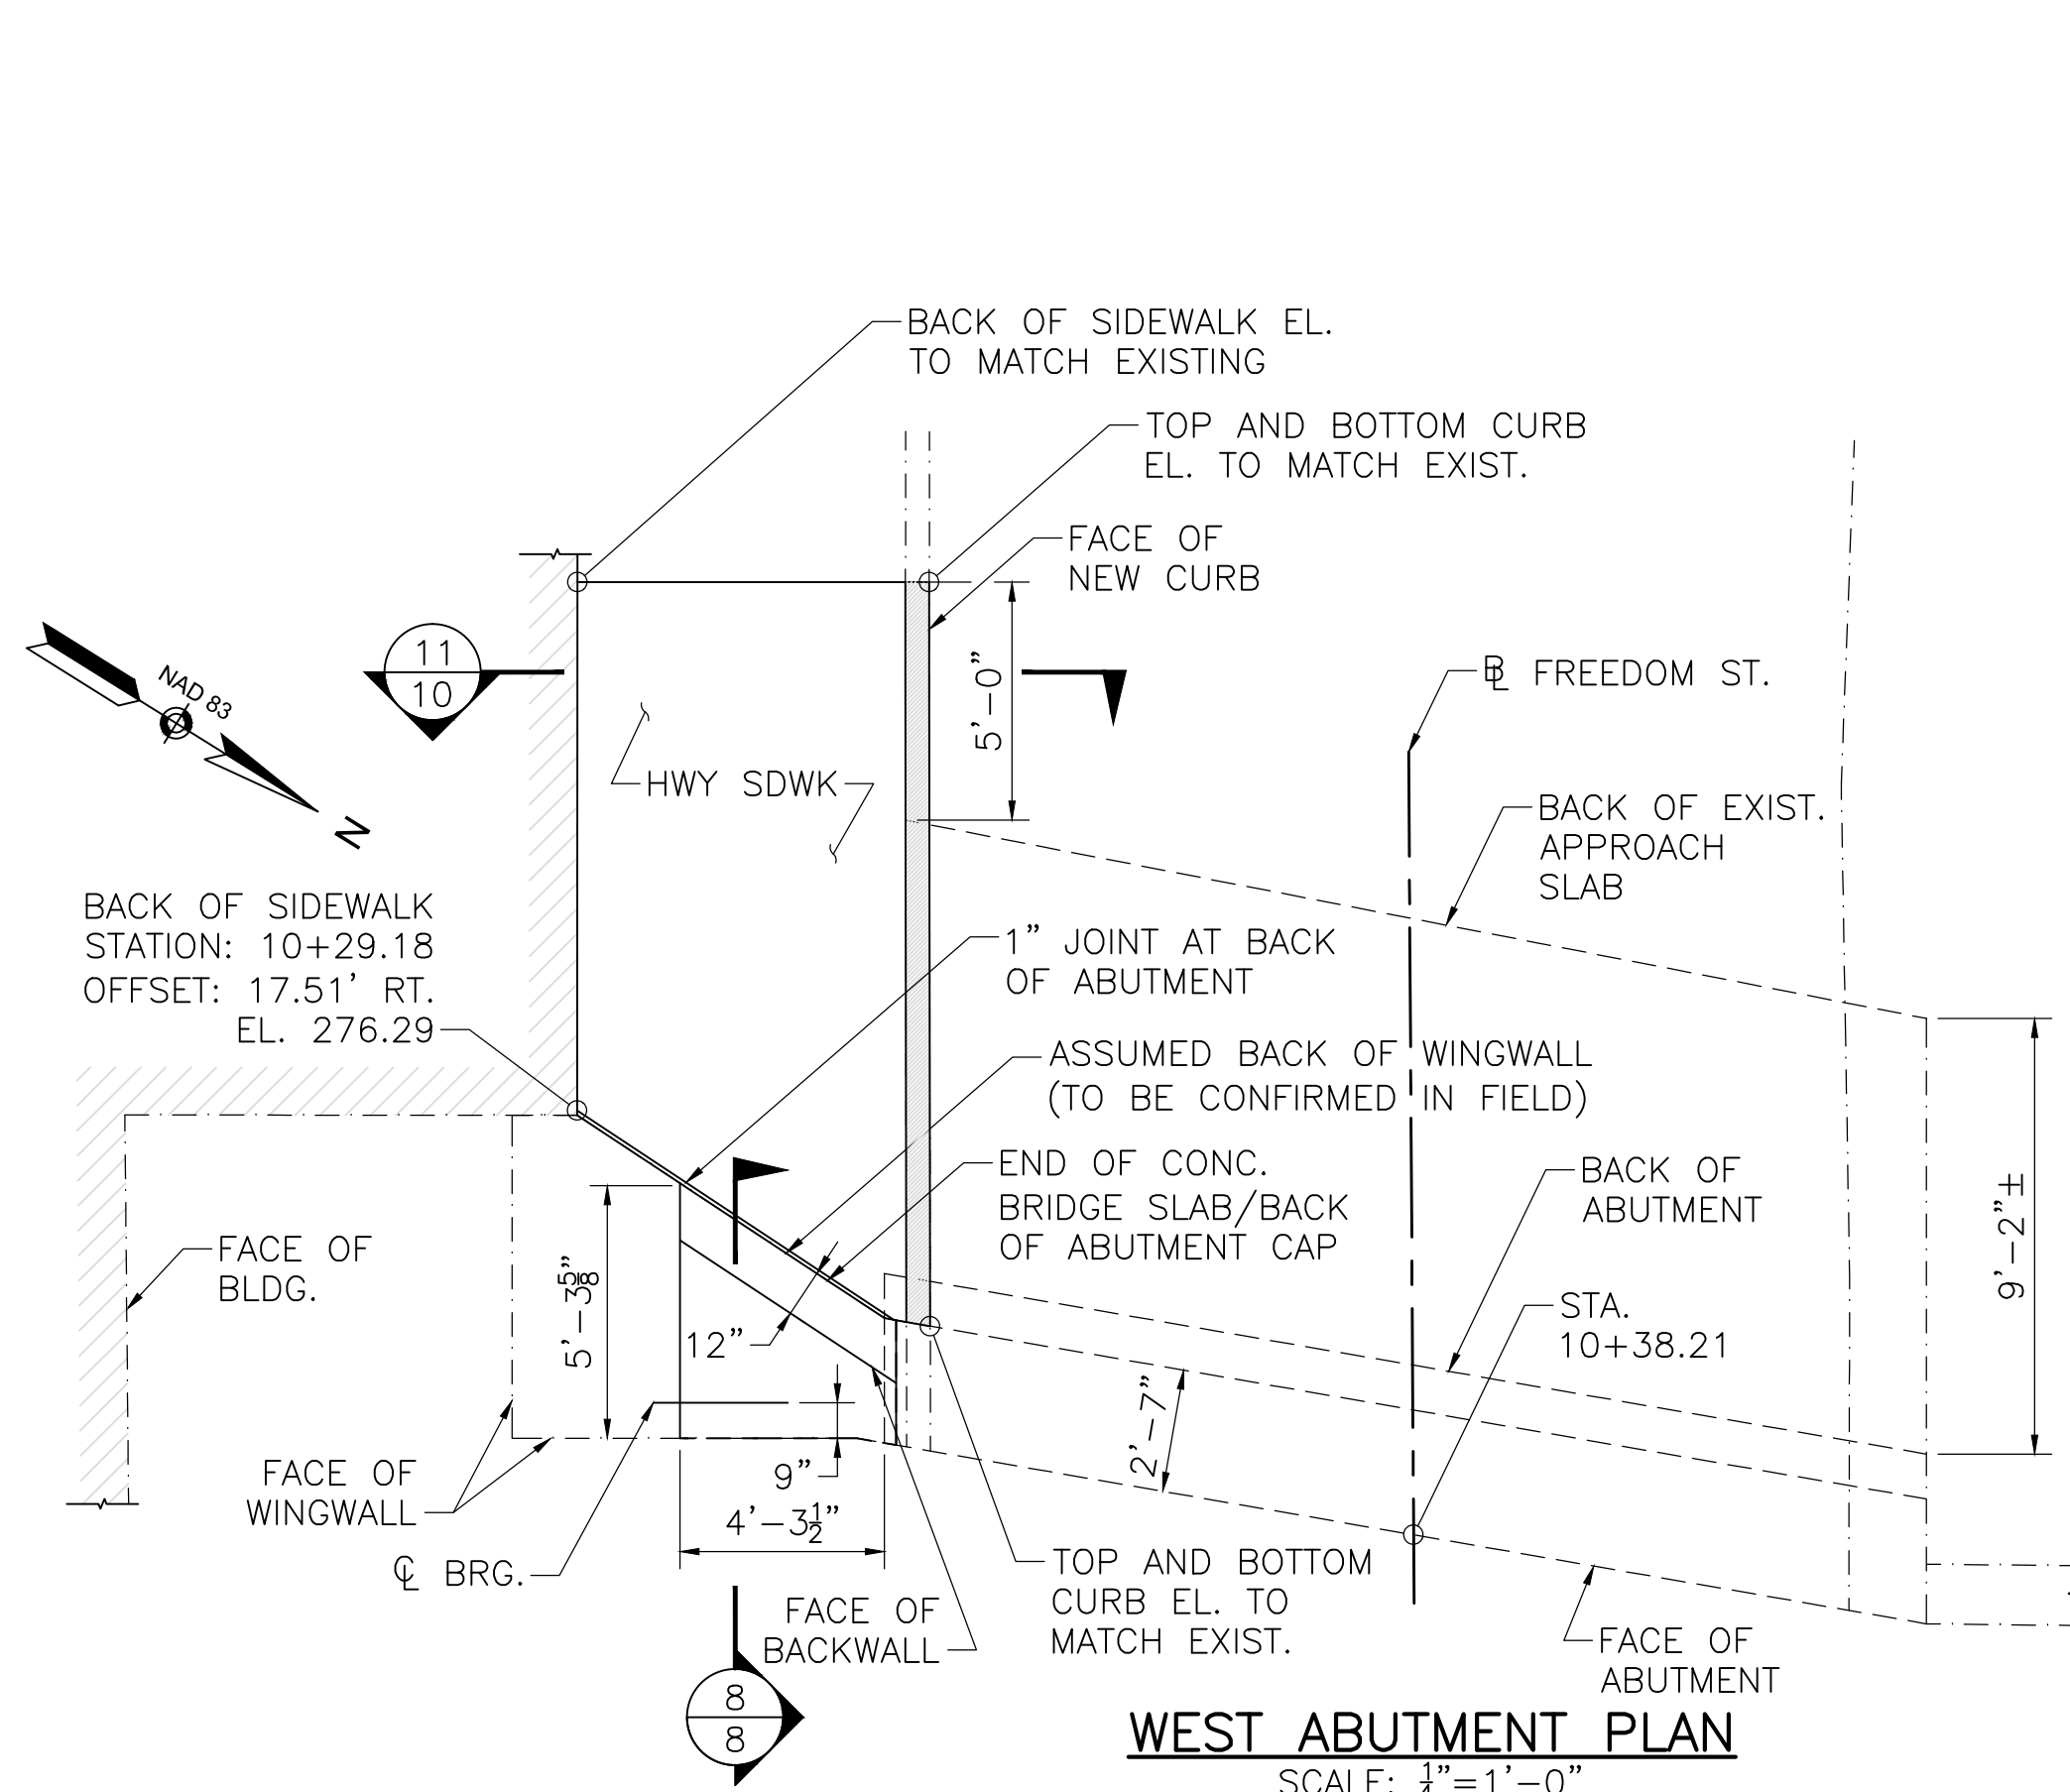 BACK OF SIDEWALK EL.
TO MATCH EXISTING
TOP AND BOTTOM CURB
EL. TO MATCH EXIST.
FACE OF
NEW CURB
11
10
NAD 83
N
5'-0"
HWY SDWK
℄ FREEDOM ST.
BACK OF EXIST.
APPROACH
SLAB
BACK OF SIDEWALK
STATION: 10+29.18
OFFSET: 17.51' RT.
EL. 276.29
1" JOINT AT BACK
OF ABUTMENT
ASSUMED BACK OF WINGWALL
(TO BE CONFIRMED IN FIELD)
END OF CONC.
BRIDGE SLAB/BACK
OF ABUTMENT CAP
BACK OF
ABUTMENT
9'-2"±
FACE OF
BLDG.
5'-3⅝"
12"
STA.
10+38.21
2'-7"
9"
4'-3½"
FACE OF
WINGWALL
℄ BRG.
FACE OF
BACKWALL
TOP AND BOTTOM
CURB EL. TO
MATCH EXIST.
FACE OF
ABUTMENT
8
8
WEST ABUTMENT PLAN
SCALE: ¼"=1'-0"